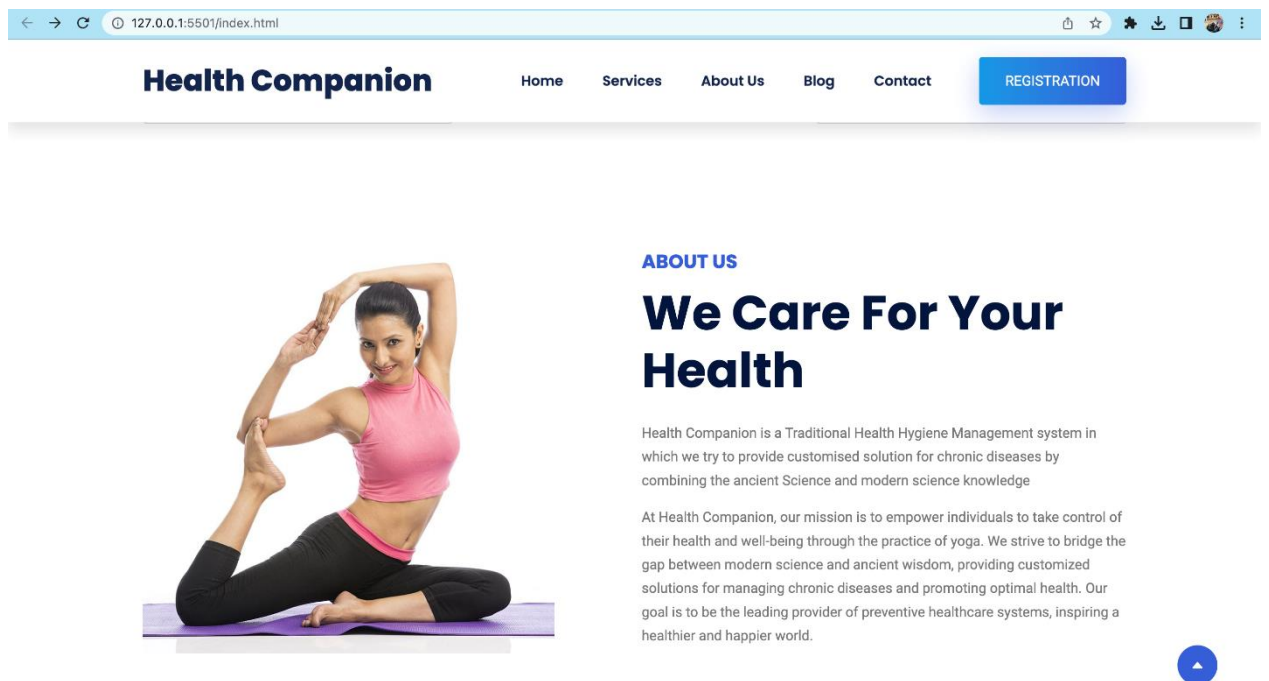 127.0.0.1:5501/index.html
Health Companion
Home Services About Us Blog Contact REGISTRATION
ABOUT US
We Care For Your
Health
Health Companion is a Traditional Health Hygiene Management system in
which we try to provide customised solution for chronic diseases by
combining the ancient Science and modern science knowledge
At Health Companion, our mission is to empower individuals to take control of
their health and well-being through the practice of yoga. We strive to bridge the
gap between modern science and ancient wisdom, providing customized
solutions for managing chronic diseases and promoting optimal health. Our
goal is to be the leading provider of preventive healthcare systems, inspiring a
healthier and happier world.